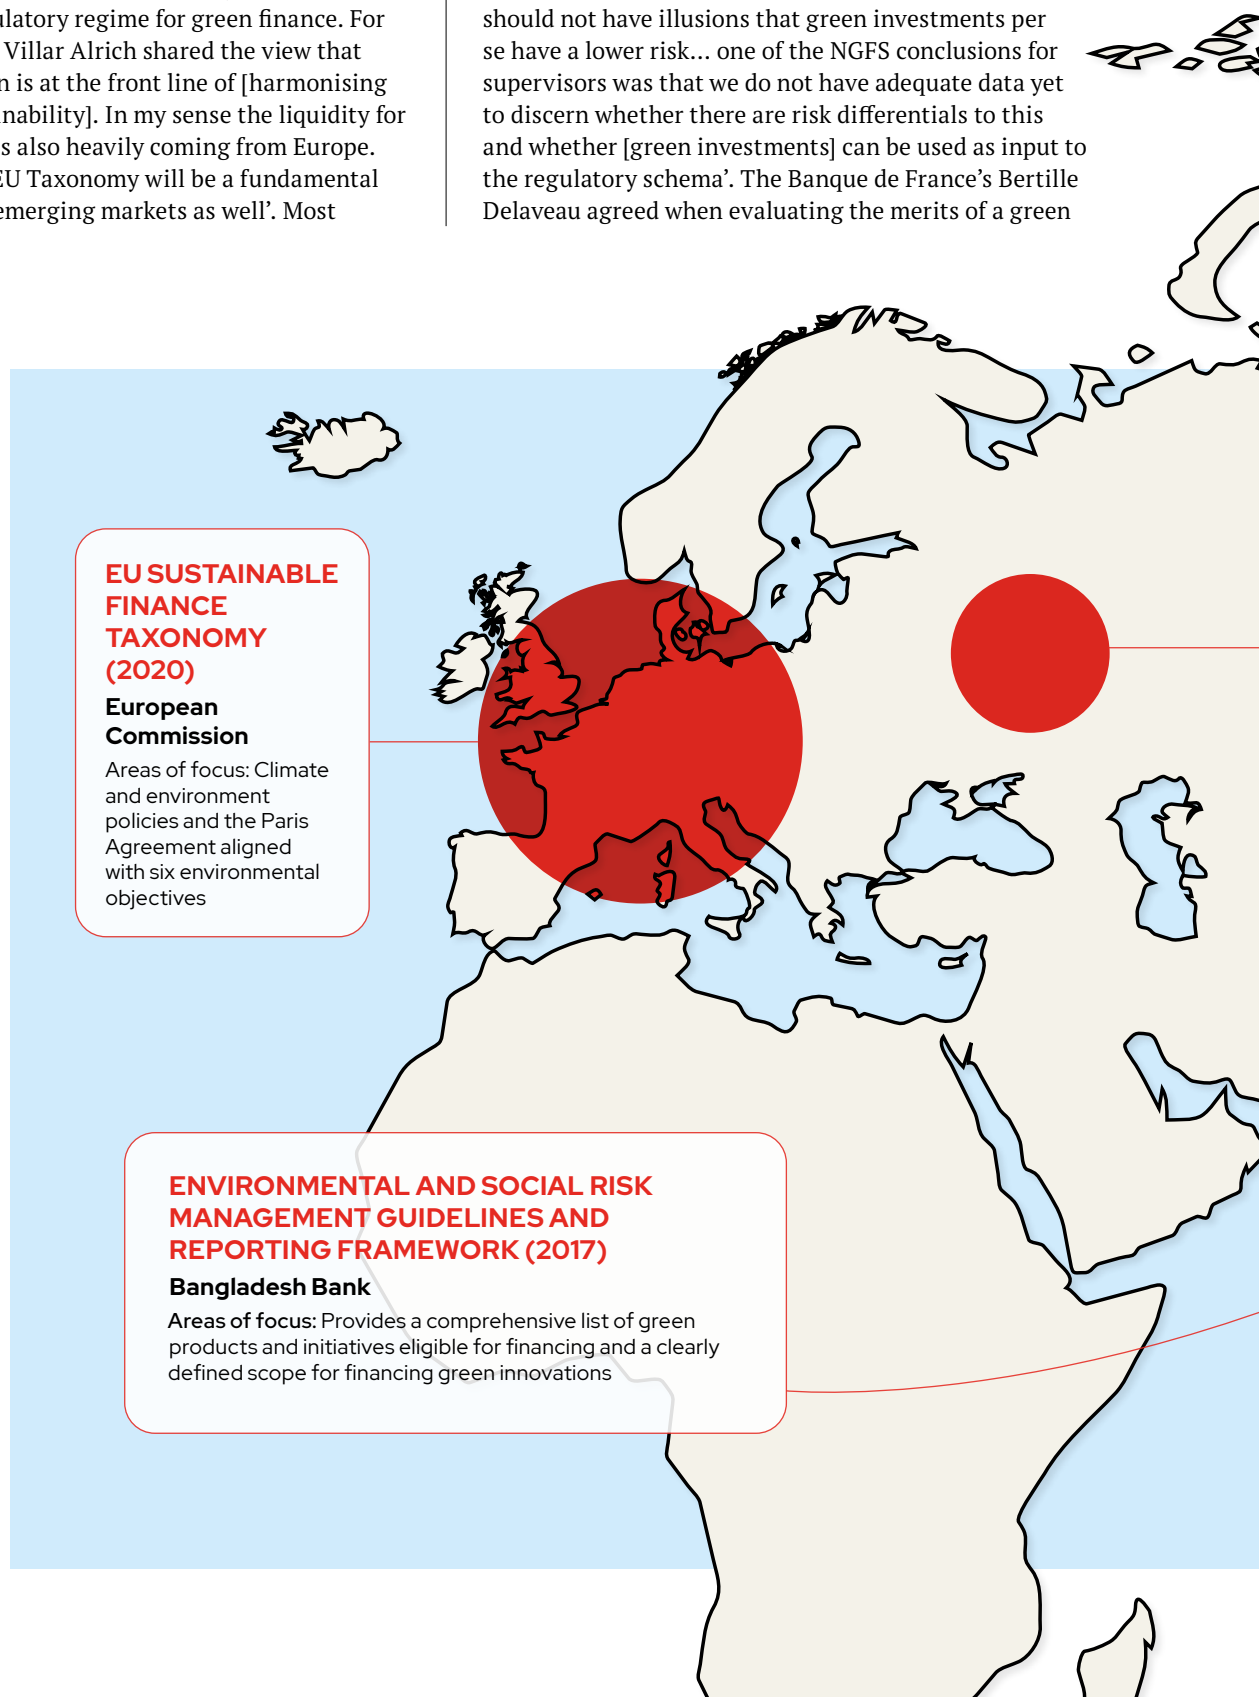 ulatory regime for green finance. For
Villar Alrich shared the view that
n is at the front line of [harmonising
nability]. In my sense the liquidity for
s also heavily coming from Europe.
EU Taxonomy will be a fundamental
emerging markets as well’. Most
should not have illusions that green investments per
se have a lower risk… one of the NGFS conclusions for
supervisors was that we do not have adequate data yet
to discern whether there are risk differentials to this
and whether [green investments] can be used as input to
the regulatory schema’. The Banque de France’s Bertille
Delaveau agreed when evaluating the merits of a green
EU SUSTAINABLE
FINANCE
TAXONOMY
(2020)
European
Commission
Areas of focus: Climate
and environment
policies and the Paris
Agreement aligned
with six environmental
objectives
ENVIRONMENTAL AND SOCIAL RISK
MANAGEMENT GUIDELINES AND
REPORTING FRAMEWORK (2017)
Bangladesh Bank
Areas of focus: Provides a comprehensive list of green
products and initiatives eligible for financing and a clearly
defined scope for financing green innovations